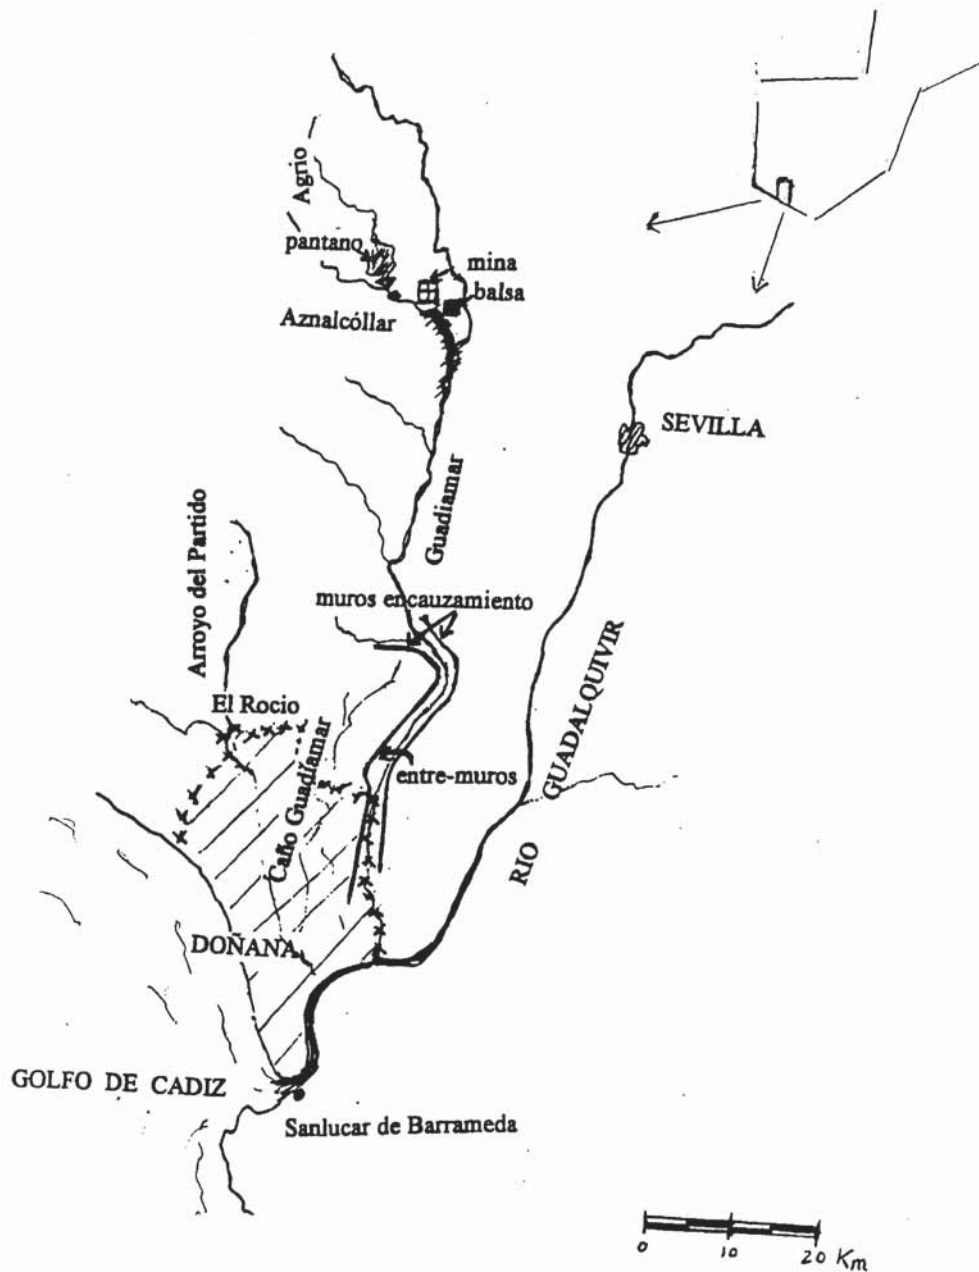 Agrio
pantano
mina
balsa
Aznalcóllar
SEVILLA
Guadiamar
Arroyo del Partido
muros encauzamiento
El Rocio
Caño Guadíamar
entre-muros
RIO GUADALQUIVIR
DOÑANA
GOLFO DE CADIZ
Sanlucar de Barrameda
0 10 20 Km